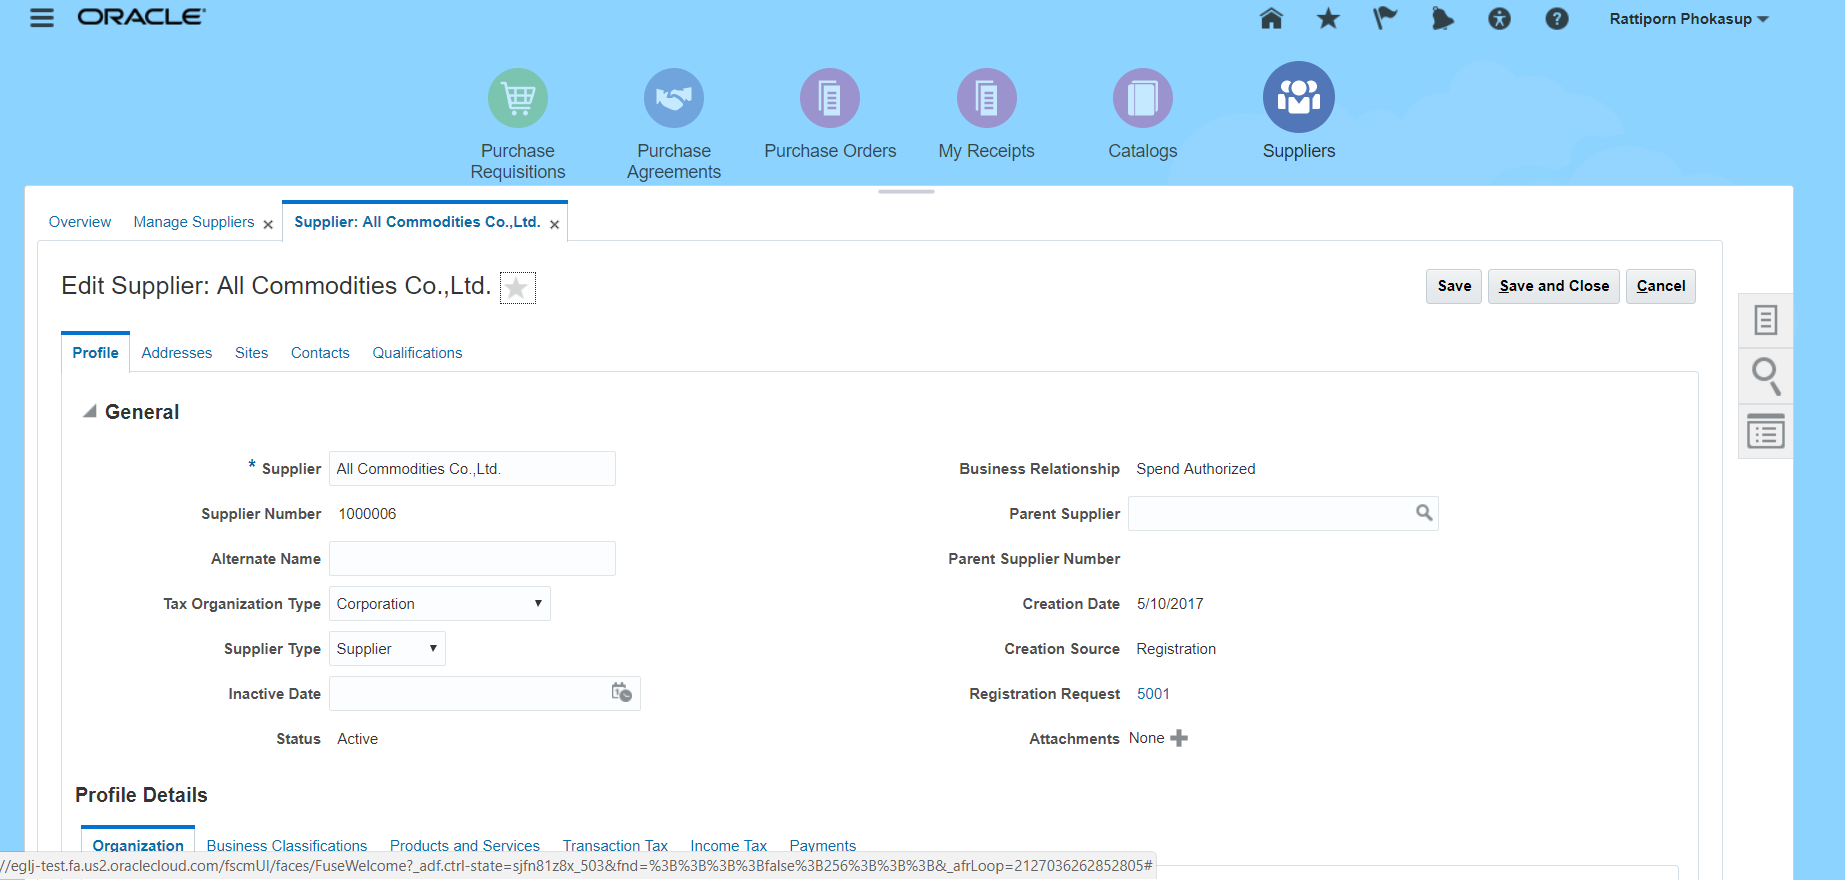 ORACLE
Rattiporn Phokasup
Purchase Requisitions
Purchase Agreements
Purchase Orders
My Receipts
Catalogs
Suppliers
Overview Manage Suppliers Supplier: All Commodities Co.,Ltd.
Edit Supplier: All Commodities Co.,Ltd.
Save Save and Close Cancel
Profile Addresses Sites Contacts Qualifications
General
* Supplier All Commodities Co.,Ltd.
Supplier Number 1000006
Alternate Name
Tax Organization Type Corporation
Supplier Type Supplier
Inactive Date
Status Active
Business Relationship Spend Authorized
Parent Supplier
Parent Supplier Number
Creation Date 5/10/2017
Creation Source Registration
Registration Request 5001
Attachments None
Profile Details
Organization Business Classifications Products and Services Transaction Tax Income Tax Payments
//eglj-test.fa.us2.oraclecloud.com/fscmUI/faces/FuseWelcome?_adf.ctrl-state=sjfn81z8x_503&fnd=%3B%3B%3B%3Bfalse%3B256%3B%3B%3B&_afrLoop=2127036262852805#